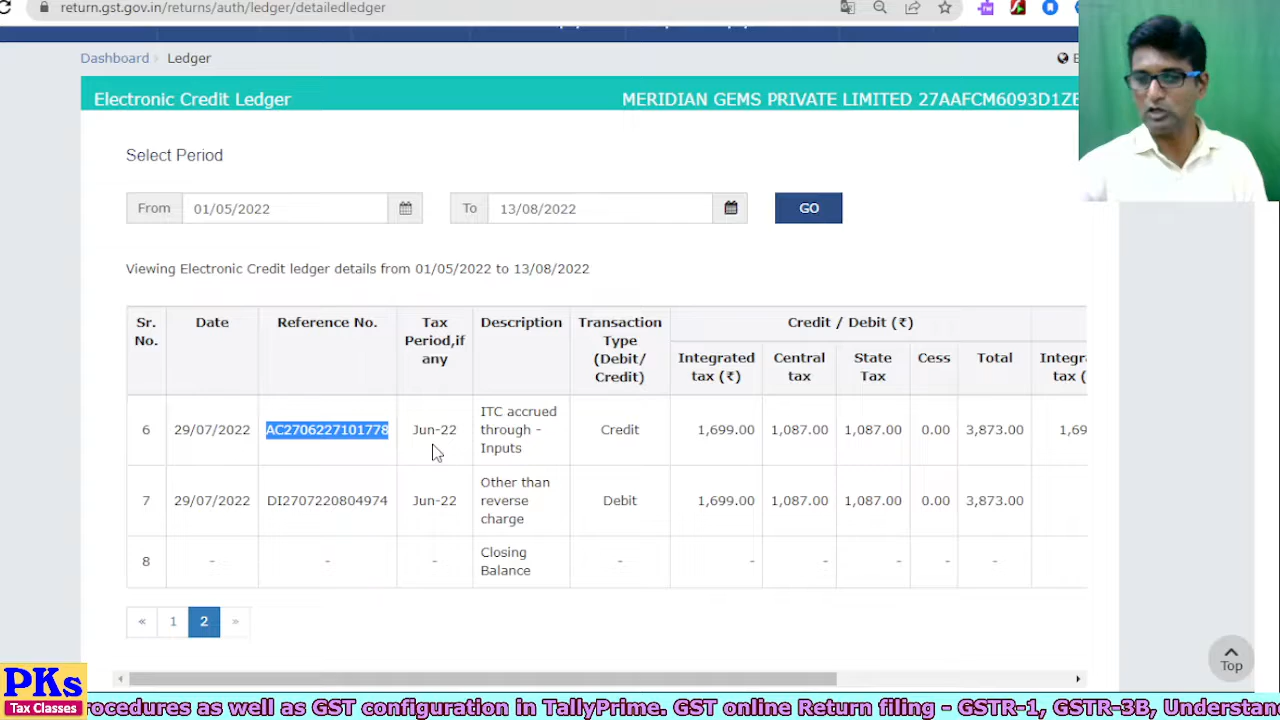 return.gst.gov.in/returns/auth/ledger/detailedledger
Dashboard › Ledger
Electronic Credit Ledger MERIDIAN GEMS PRIVATE LIMITED 27AAFCM6093D1ZE
Select Period
From 01/05/2022 To 13/08/2022 GO
Viewing Electronic Credit ledger details from 01/05/2022 to 13/08/2022
Sr. No. Date Reference No. Tax Period,if any Description Transaction Type (Debit/ Credit) Credit / Debit (₹)
Integrated tax (₹) Central tax State Tax Cess Total Integr tax (
6 29/07/2022 AC2706227101778 Jun-22 ITC accrued through - Inputs Credit 1,699.00 1,087.00 1,087.00 0.00 3,873.00 1,69
7 29/07/2022 DI2707220804974 Jun-22 Other than reverse charge Debit 1,699.00 1,087.00 1,087.00 0.00 3,873.00
8 - - - Closing Balance - - - - - -
« 1 2 »
Top
PKs
Tax Classes
rocedures as well as GST configuration in TallyPrime. GST online Return filing - GSTR-1, GSTR-3B, Understan